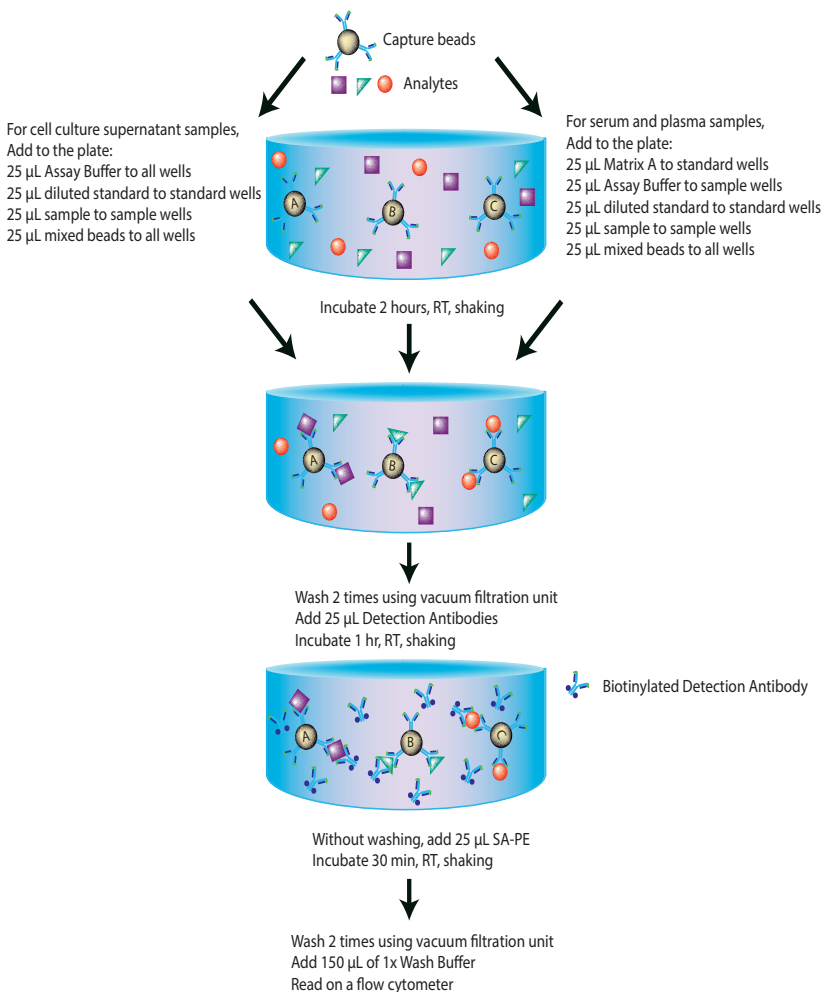 Capture beads
Analytes
For cell culture supernatant samples,
Add to the plate:
25 µL Assay Buffer to all wells
25 µL diluted standard to standard wells
25 µL sample to sample wells
25 µL mixed beads to all wells
For serum and plasma samples,
Add to the plate:
25 µL Matrix A to standard wells
25 µL Assay Buffer to sample wells
25 µL diluted standard to standard wells
25 µL sample to sample wells
25 µL mixed beads to all wells
A
B
C
Incubate 2 hours, RT, shaking
A
B
C
Wash 2 times using vacuum filtration unit
Add 25 µL Detection Antibodies
Incubate 1 hr, RT, shaking
Biotinylated Detection Antibody
A
B
C
Without washing, add 25 µL SA-PE
Incubate 30 min, RT, shaking
Wash 2 times using vacuum filtration unit
Add 150 µL of 1x Wash Buffer
Read on a flow cytometer